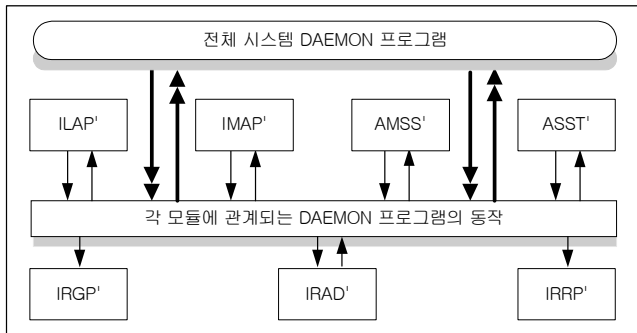 전체 시스템 DAEMON 프로그램
ILAP'
IMAP'
AMSS'
ASST'
각 모듈에 관계되는 DAEMON 프로그램의 동작
IRGP'
IRAD'
IRRP'